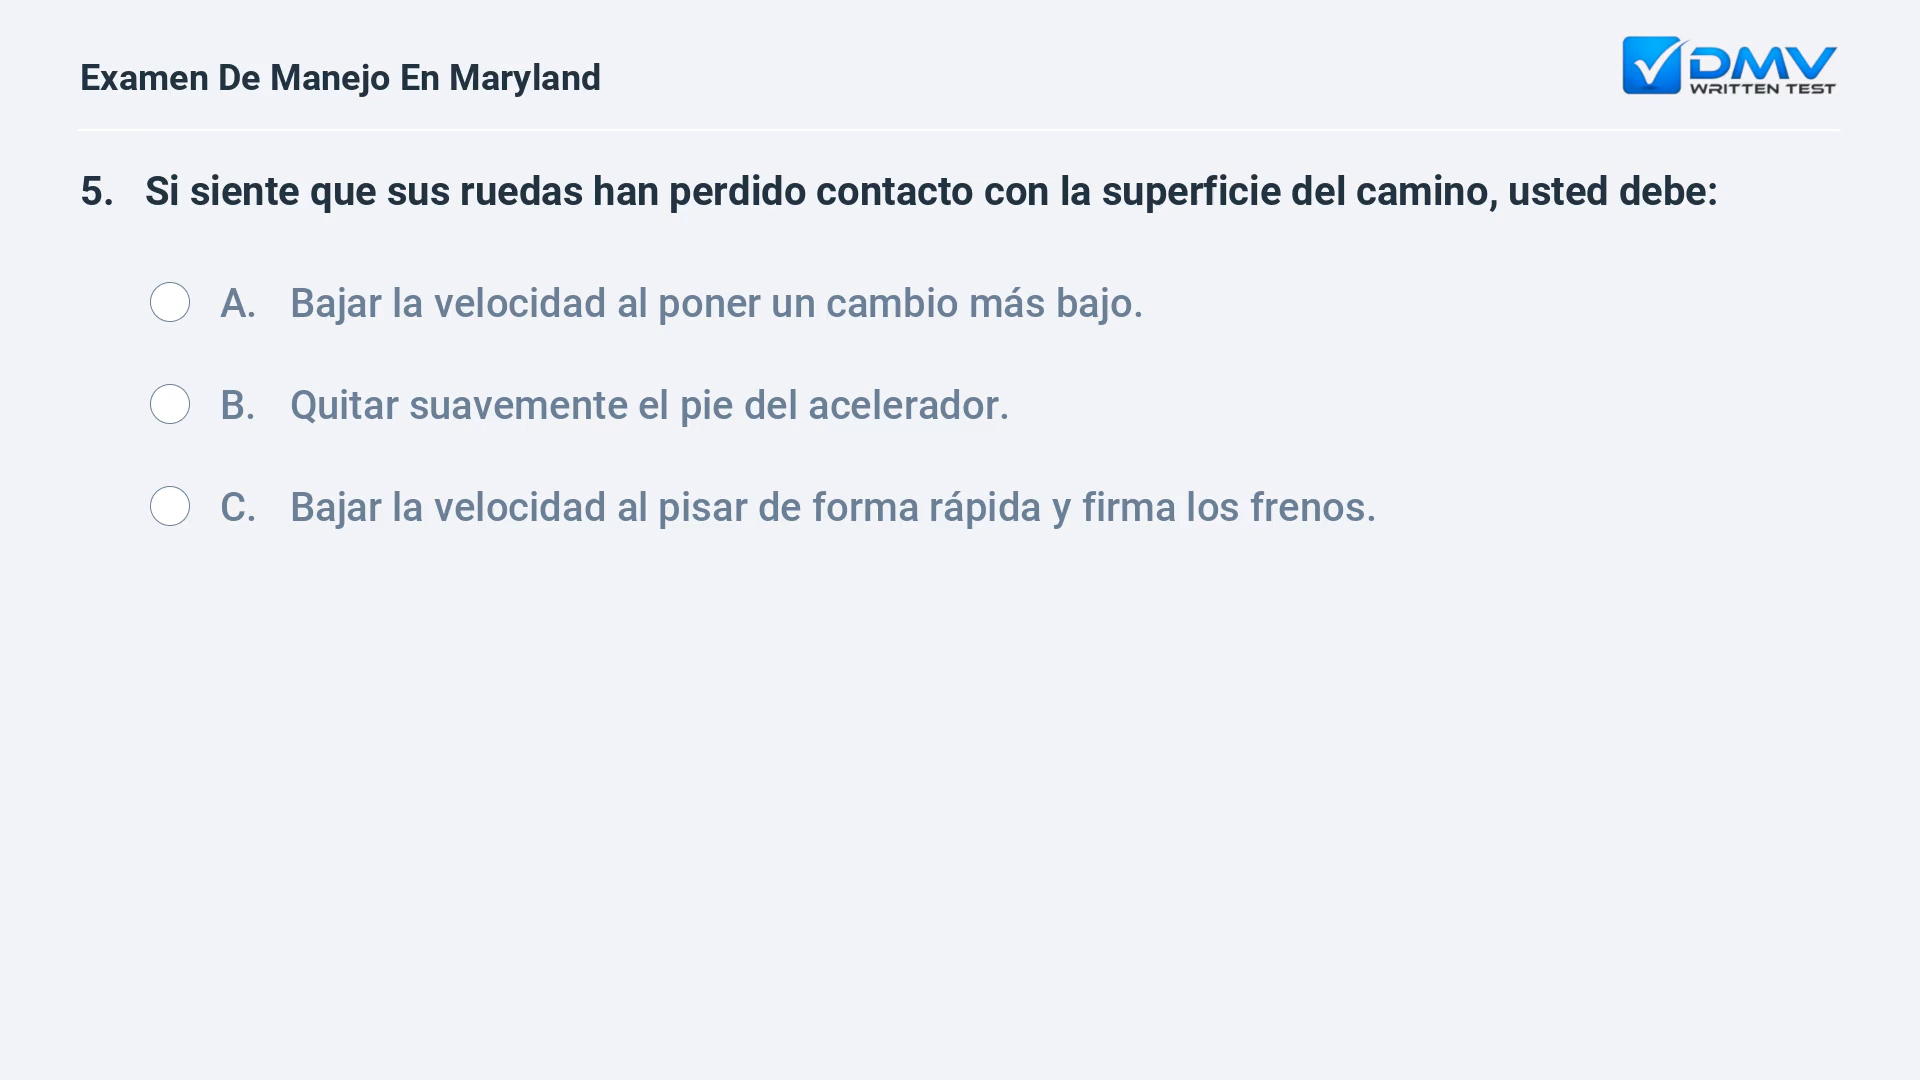 Examen De Manejo En Maryland
DMV
WRITTEN TEST
5. Si siente que sus ruedas han perdido contacto con la superficie del camino, usted debe:
A. Bajar la velocidad al poner un cambio más bajo.
B. Quitar suavemente el pie del acelerador.
C. Bajar la velocidad al pisar de forma rápida y firma los frenos.